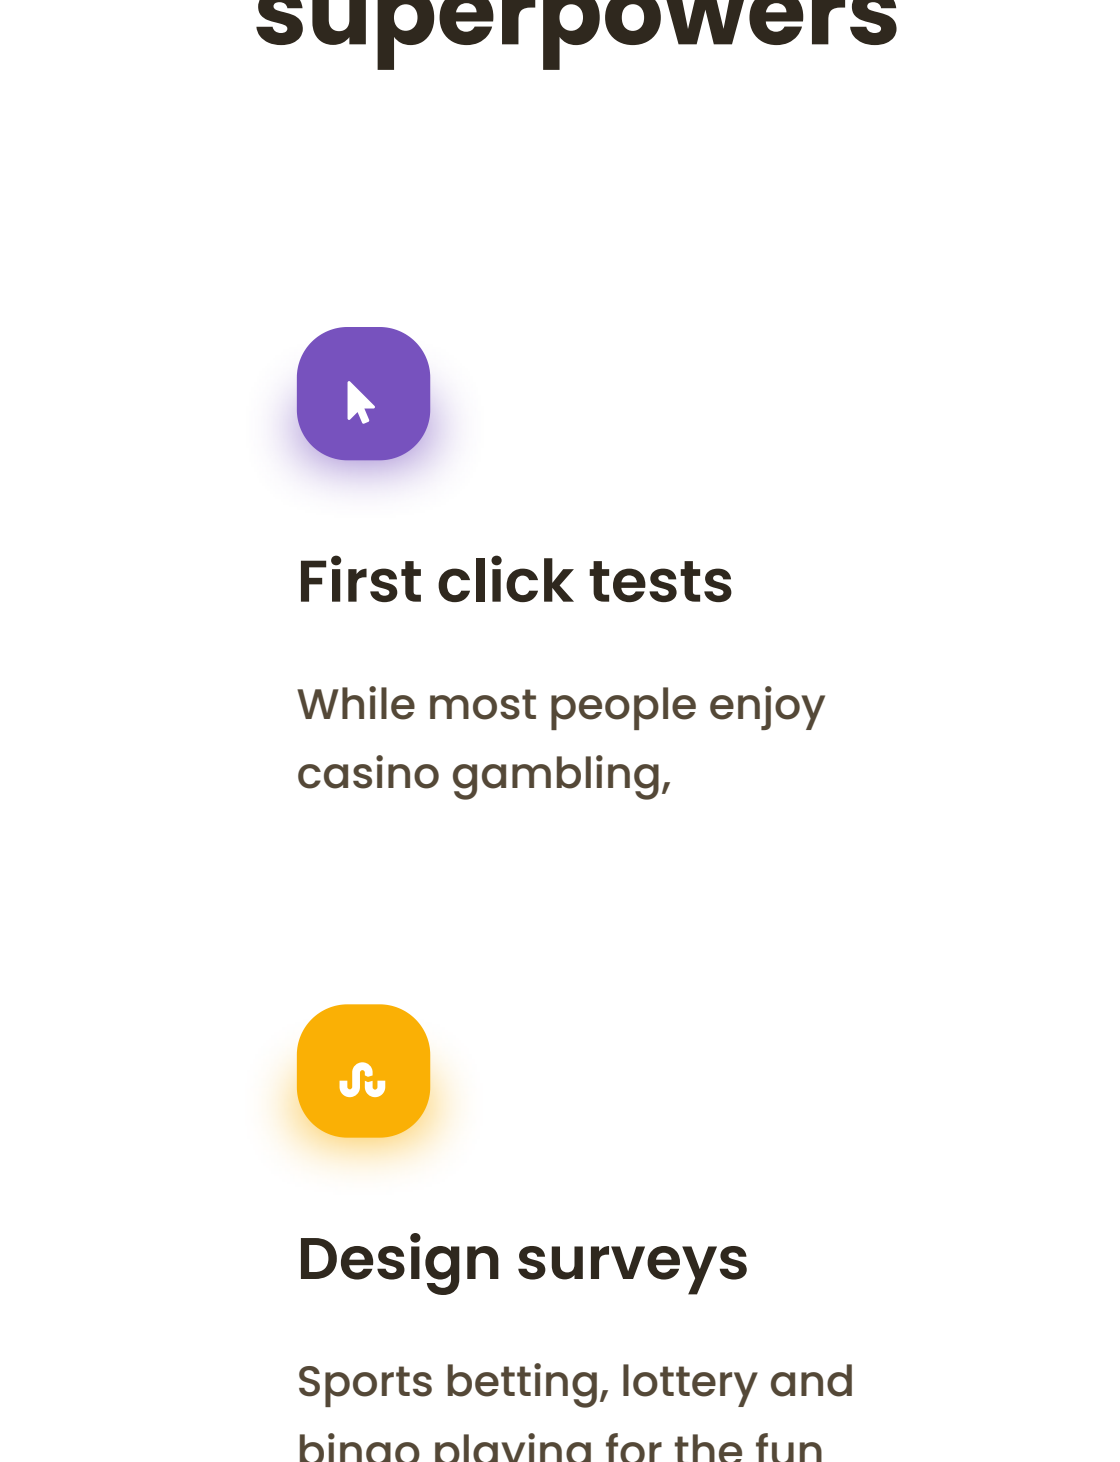 superpowers
First click tests
While most people enjoy
casino gambling,
Design surveys
Sports betting, lottery and
bingo playing for the fun